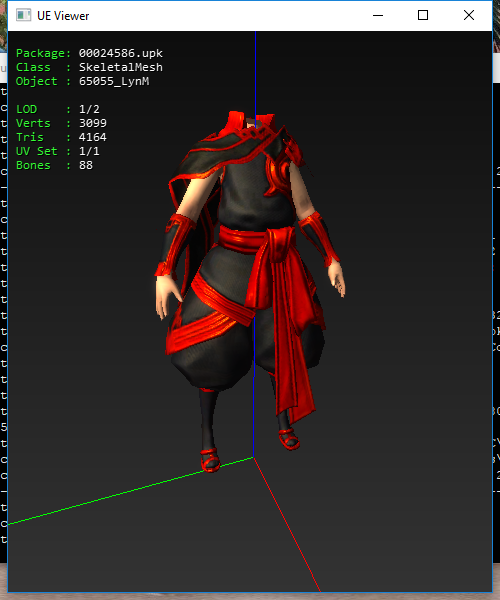 UE Viewer
Package: 00024586.upk
Class : SkeletalMesh
Object : 65055_LynM
LOD : 1/2
Verts : 3099
Tris : 4164
UV Set : 1/1
Bones : 88